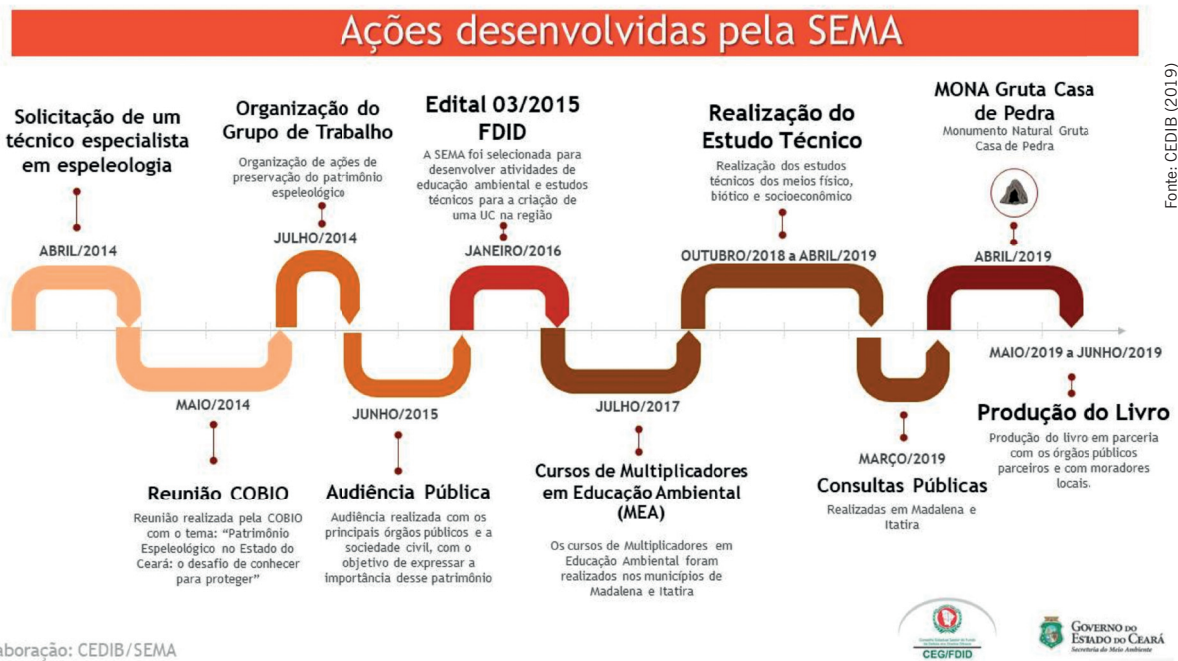 Ações desenvolvidas pela SEMA
Fonte: CEDIB (2019)
Solicitação de um
técnico especialista
em espeleologia
ABRIL/2014
Reunião COBIO
MAIO/2014
Reunião realizada pela COBIO
com o tema: “Patrimônio
Espeleológico no Estado do
Ceará: o desafio de conhecer
para proteger”
Organização do
Grupo de Trabalho
Organização de ações de
preservação do patrimônio
espeleológico
JULHO/2014
JUNHO/2015
Audiência Pública
Audiência realizada com os
principais órgãos públicos e a
sociedade civil, com o
objetivo de expressar a
importância desse patrimônio
Edital 03/2015
FDID
A SEMA foi selecionada para
desenvolver atividades de
educação ambiental e estudos
técnicos para a criação de
uma UC na região
JANEIRO/2016
JULHO/2017
Cursos de Multiplicadores
em Educação Ambiental
(MEA)
Os cursos de Multiplicadores em
Educação Ambiental foram
realizados nos municípios de
Madalena e Itatira
Realização do
Estudo Técnico
Realização dos estudos
técnicos dos meios físico,
biótico e socioeconômico
OUTUBRO/2018 a ABRIL/2019
MARÇO/2019
Consultas Públicas
Realizadas em Madalena e
Itatira
MONA Gruta Casa
de Pedra
Monumento Natural Gruta
Casa de Pedra
ABRIL/2019
MAIO/2019 a JUNHO/2019
Produção do Livro
Produção do livro em parceria
com os órgãos públicos
parceiros e com moradores
locais.
aboração: CEDIB/SEMA
CEG/FDID
GOVERNO DO
ESTADO DO CEARÁ
Secretaria do Meio Ambiente